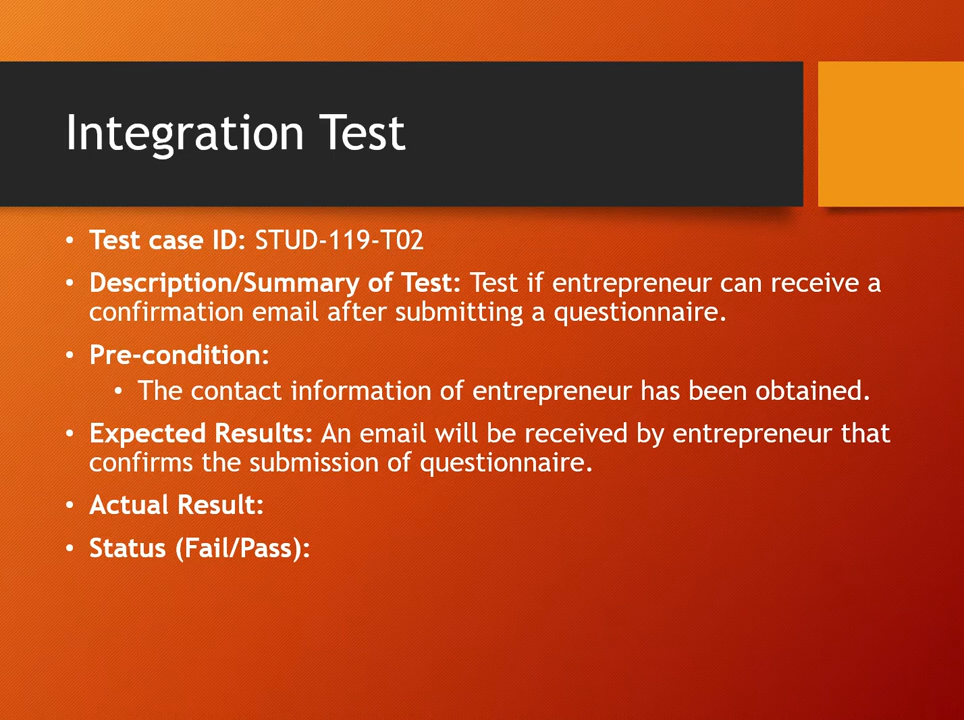 Integration Test
• Test case ID: STUD-119-T02
• Description/Summary of Test: Test if entrepreneur can receive a
confirmation email after submitting a questionnaire.
• Pre-condition:
• The contact information of entrepreneur has been obtained.
• Expected Results: An email will be received by entrepreneur that
confirms the submission of questionnaire.
• Actual Result:
• Status (Fail/Pass):